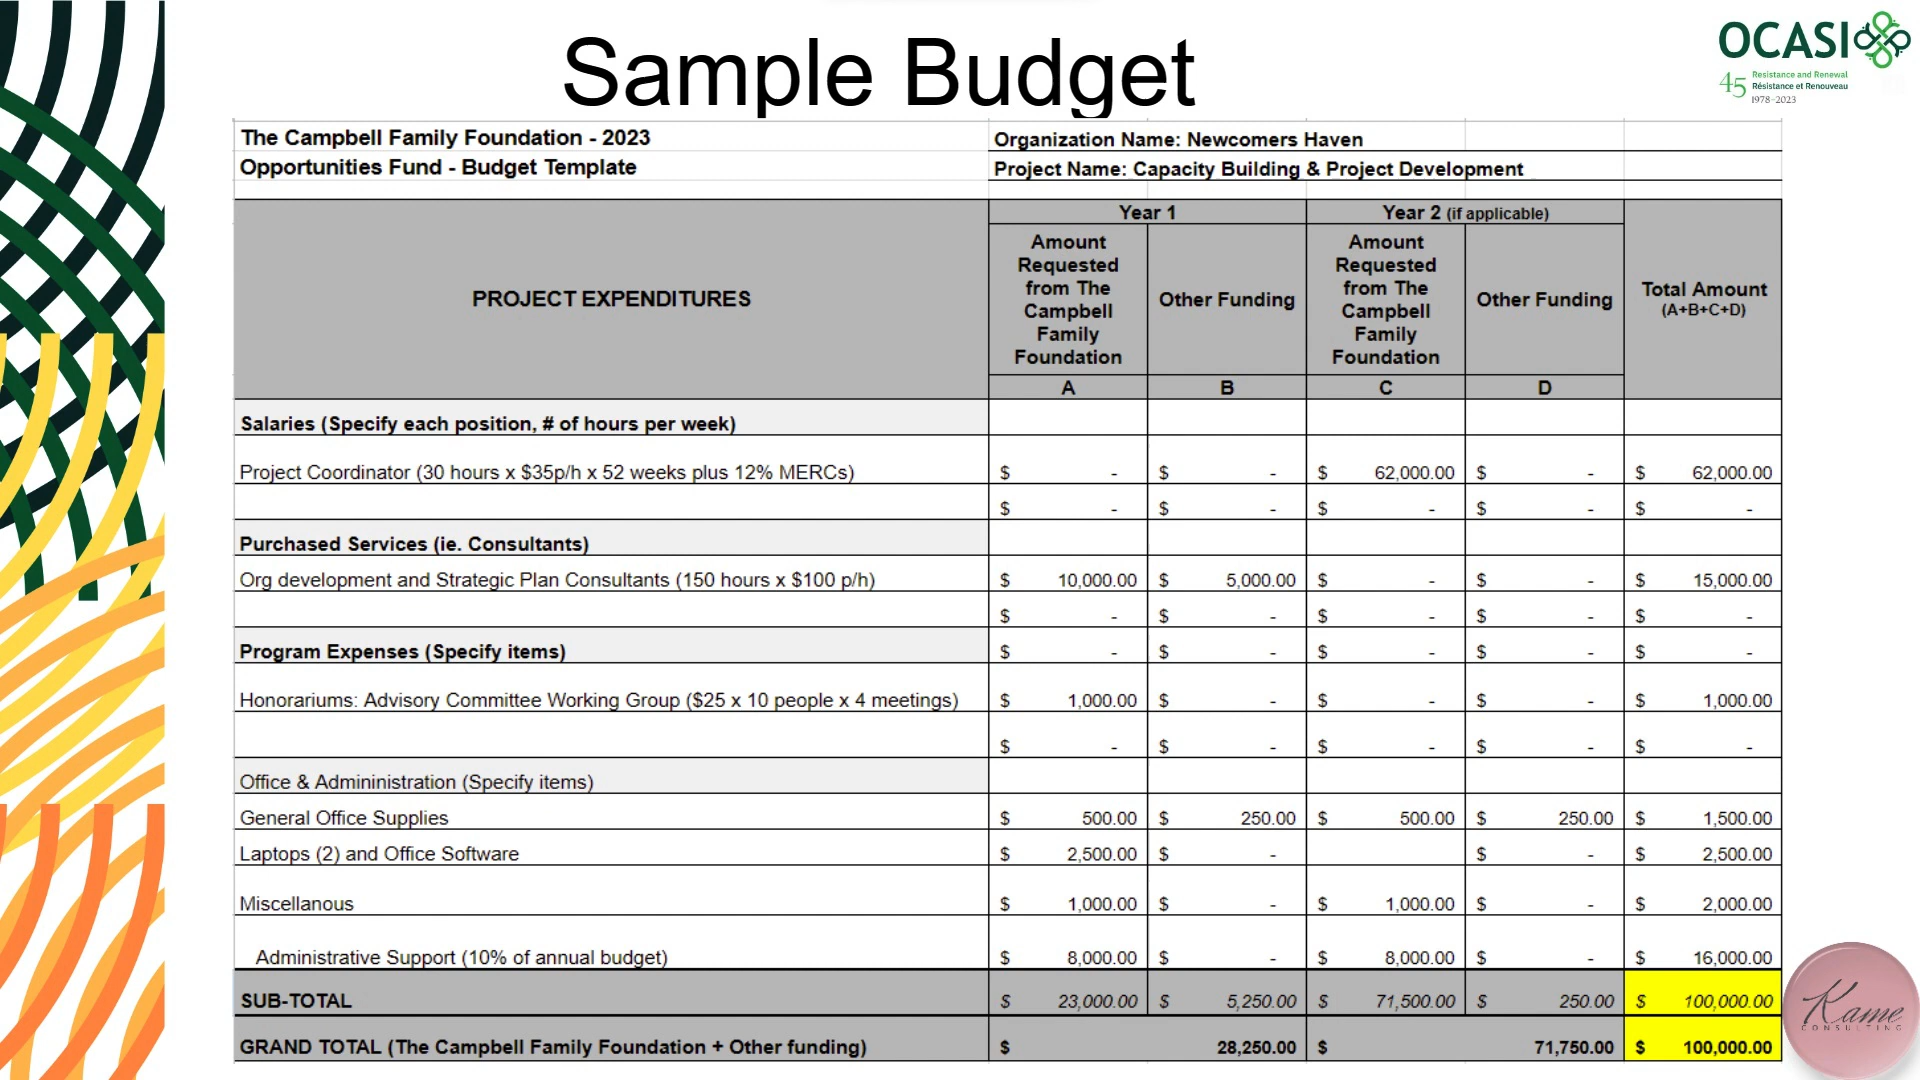 Sample Budget
OCASI
45 Resistance and Renewal
Résistance et Renouveau
1978-2023
The Campbell Family Foundation - 2023
Organization Name: Newcomers Haven
Opportunities Fund - Budget Template
Project Name: Capacity Building & Project Development
PROJECT EXPENDITURES
Year 1
Year 2 (if applicable)
Amount
Requested
from The
Campbell
Family
Foundation
Other Funding
Amount
Requested
from The
Campbell
Family
Foundation
Other Funding
Total Amount
(A+B+C+D)
A B C D
Salaries (Specify each position, # of hours per week)
Project Coordinator (30 hours x $35p/h x 52 weeks plus 12% MERCs) $ - $ - $ 62,000.00 $ - $ 62,000.00
$ - $ - $ - $ - $ -
Purchased Services (ie. Consultants)
Org development and Strategic Plan Consultants (150 hours x $100 p/h) $ 10,000.00 $ 5,000.00 $ - $ - $ 15,000.00
$ - $ - $ - $ - $ -
Program Expenses (Specify items) $ - $ - $ - $ - $ -
Honorariums: Advisory Committee Working Group ($25 x 10 people x 4 meetings) $ 1,000.00 $ - $ - $ - $ 1,000.00
$ - $ - $ - $ - $ -
Office & Admininistration (Specify items)
General Office Supplies $ 500.00 $ 250.00 $ 500.00 $ 250.00 $ 1,500.00
Laptops (2) and Office Software $ 2,500.00 $ - $ - $ 2,500.00
Miscellanous $ 1,000.00 $ - $ 1,000.00 $ - $ 2,000.00
Administrative Support (10% of annual budget) $ 8,000.00 $ - $ 8,000.00 $ - $ 16,000.00
SUB-TOTAL $ 23,000.00 $ 5,250.00 $ 71,500.00 $ 250.00 $ 100,000.00
GRAND TOTAL (The Campbell Family Foundation + Other funding) $ 28,250.00 $ 71,750.00 $ 100,000.00
Kame
CONSULTING